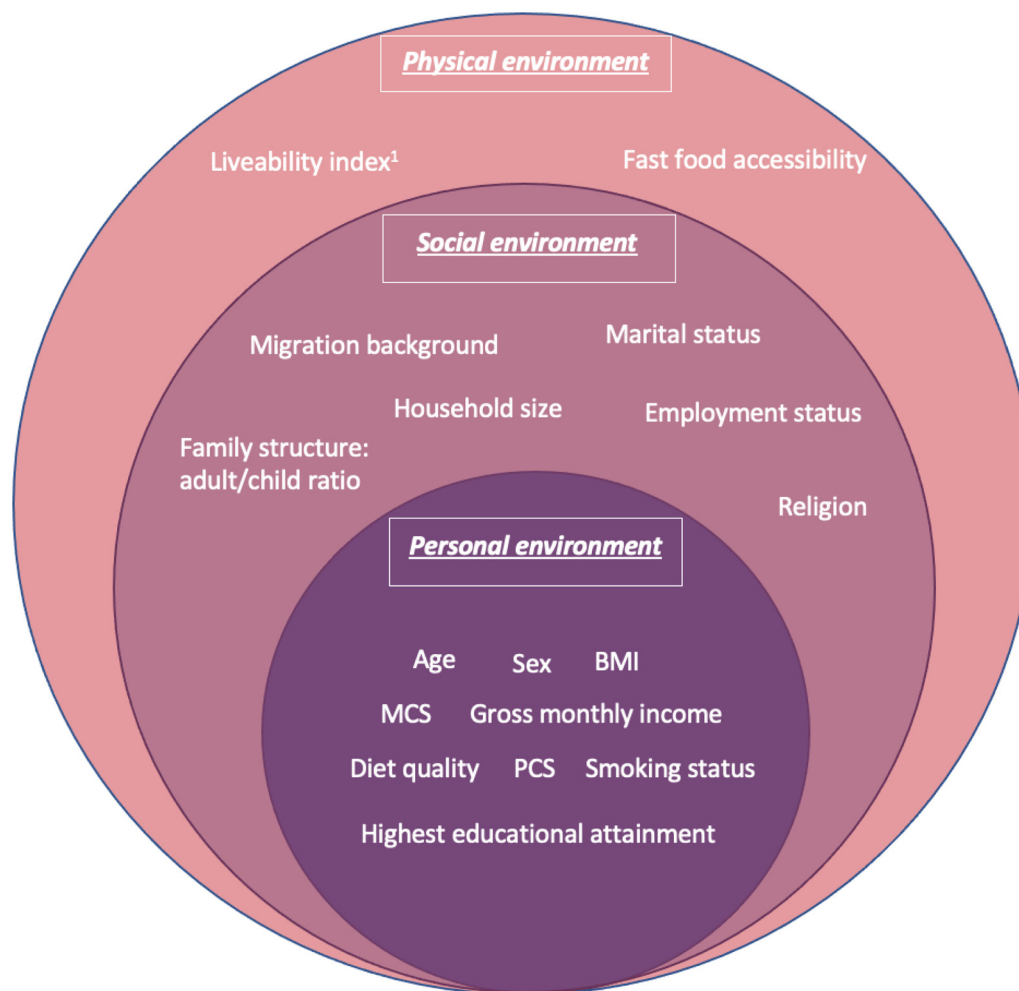 Physical environment
Liveability index¹
Fast food accessibility
Social environment
Migration background
Marital status
Household size
Employment status
Family structure:
adult/child ratio
Religion
Personal environment
Age
Sex
BMI
MCS
Gross monthly income
Diet quality
PCS
Smoking status
Highest educational attainment